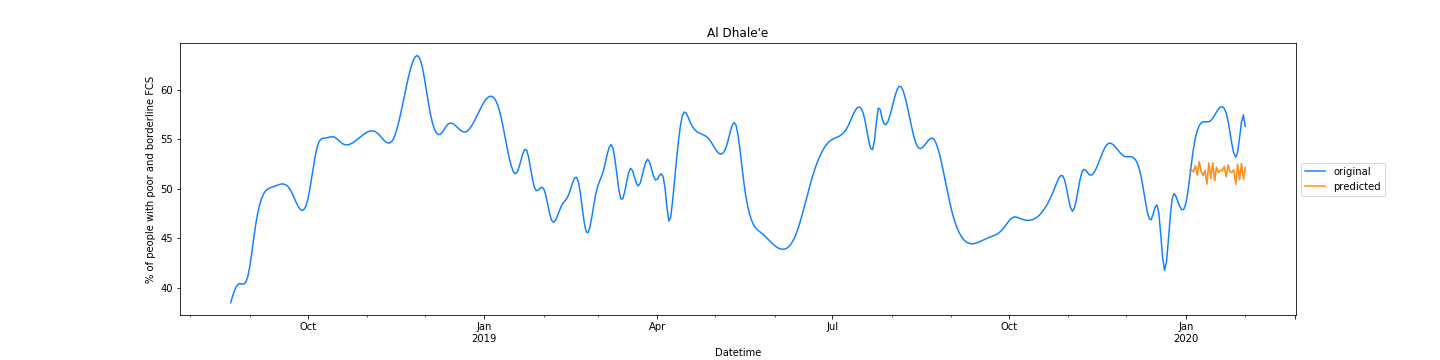 Al Dhale'e
% of people with poor and borderline FCS
60
55
50
45
40
Oct
Jan
2019
Apr
Jul
Oct
Jan
2020
Datetime
original
predicted